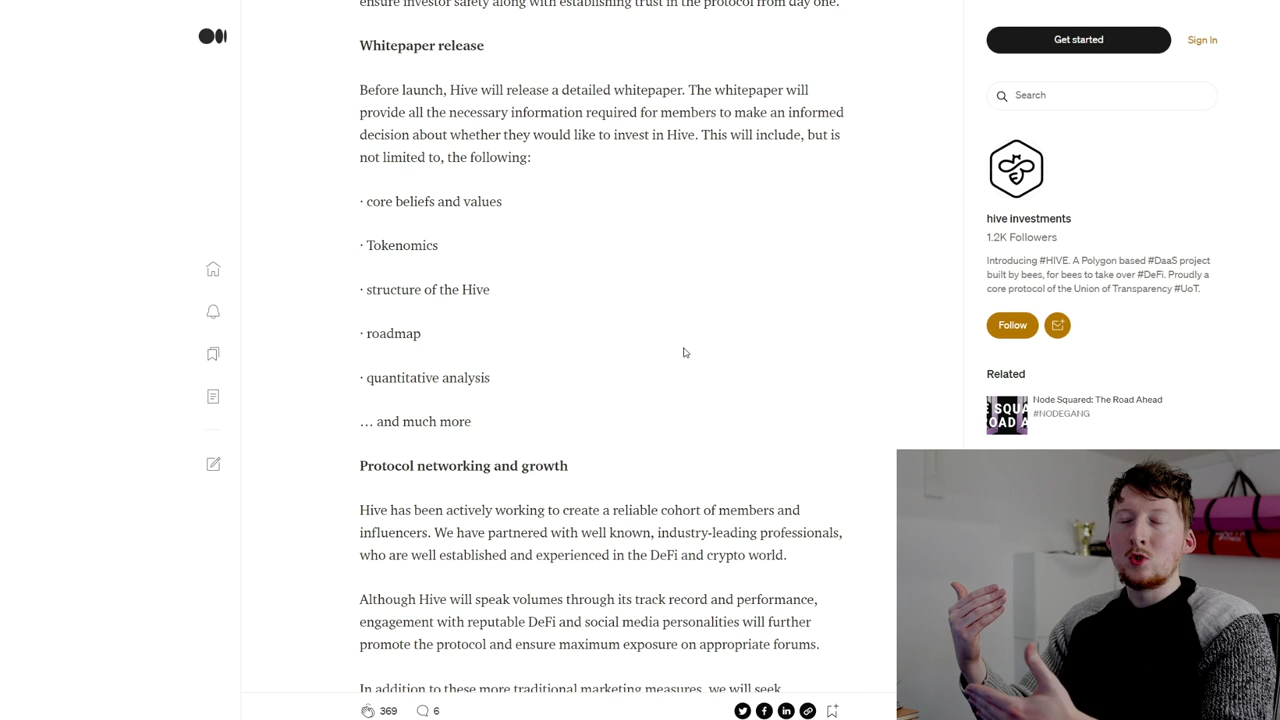 ensure investor safety along with establishing trust in the protocol from day one.
Whitepaper release
Before launch, Hive will release a detailed whitepaper. The whitepaper will
provide all the necessary information required for members to make an informed
decision about whether they would like to invest in Hive. This will include, but is
not limited to, the following:
· core beliefs and values
· Tokenomics
· structure of the Hive
· roadmap
· quantitative analysis
… and much more
Protocol networking and growth
Hive has been actively working to create a reliable cohort of members and
influencers. We have partnered with well known, industry-leading professionals,
who are well established and experienced in the DeFi and crypto world.
Although Hive will speak volumes through its track record and performance,
engagement with reputable DeFi and social media personalities will further
promote the protocol and ensure maximum exposure on appropriate forums.
In addition to these more traditional marketing measures, we will seek
369
6
Get started
Sign In
Search
hive investments
1.2K Followers
Introducing #HIVE. A Polygon based #DaaS project
built by bees, for bees to take over #DeFi. Proudly a
core protocol of the Union of Transparency #UoT.
Follow
Related
Node Squared: The Road Ahead
#NODEGANG